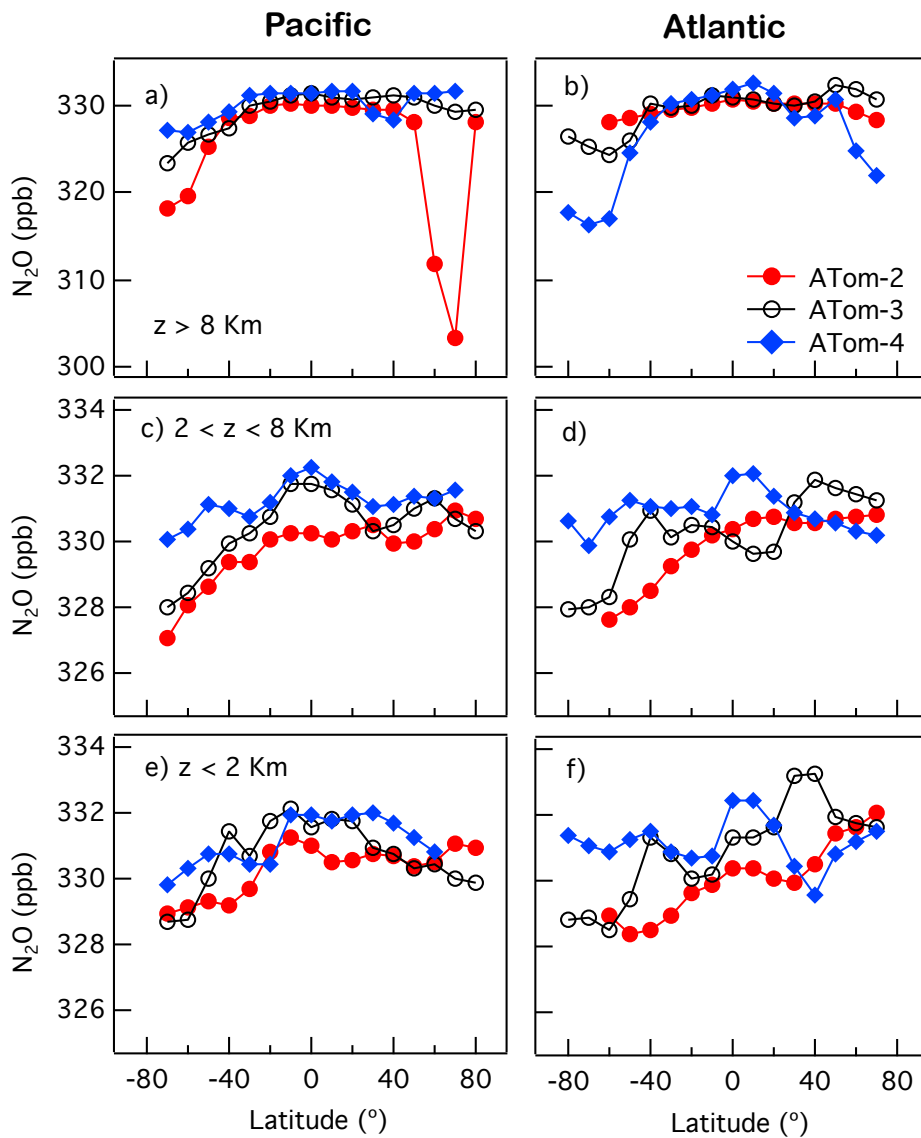 Pacific
Atlantic
a)
b)
330
320
310
300
N₂O (ppb)
z > 8 Km
ATom-2
ATom-3
ATom-4
c) 2 < z < 8 Km
d)
334
332
330
328
326
N₂O (ppb)
e) z < 2 Km
f)
334
332
330
328
326
N₂O (ppb)
-80 -40 0 40 80
-80 -40 0 40 80
Latitude (º)
Latitude (º)